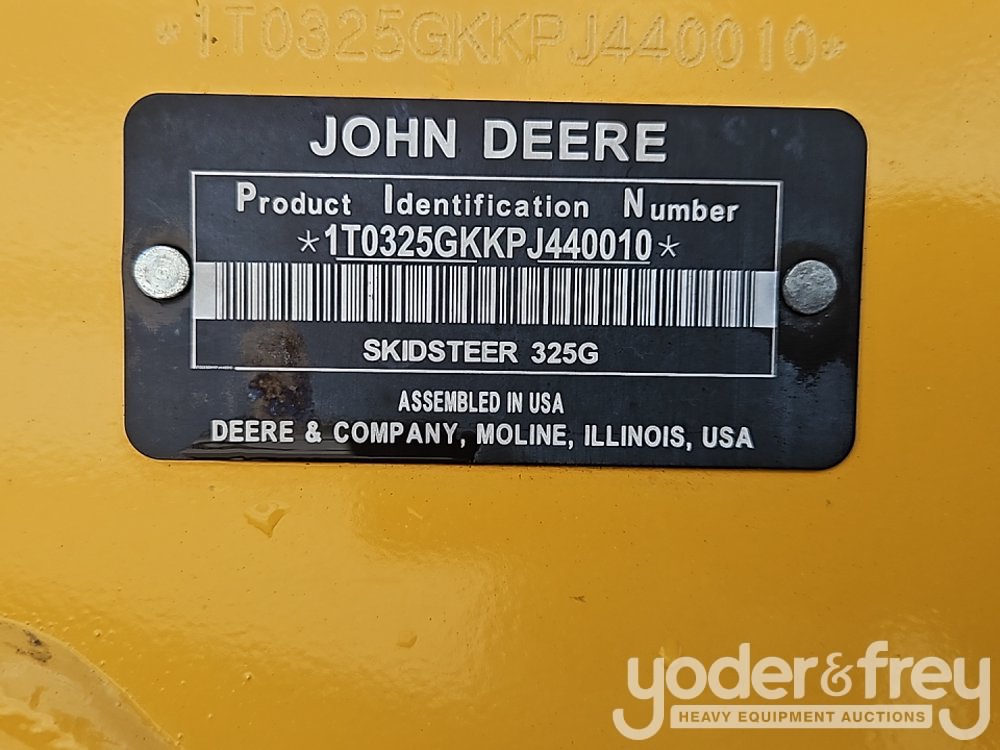 *1T0325GKKPJ440010*
JOHN DEERE
Product Identification Number
*1T0325GKKPJ440010*
SKIDSTEER 325G
ASSEMBLED IN USA
DEERE & COMPANY, MOLINE, ILLINOIS, USA
yoder&frey
HEAVY EQUIPMENT AUCTIONS